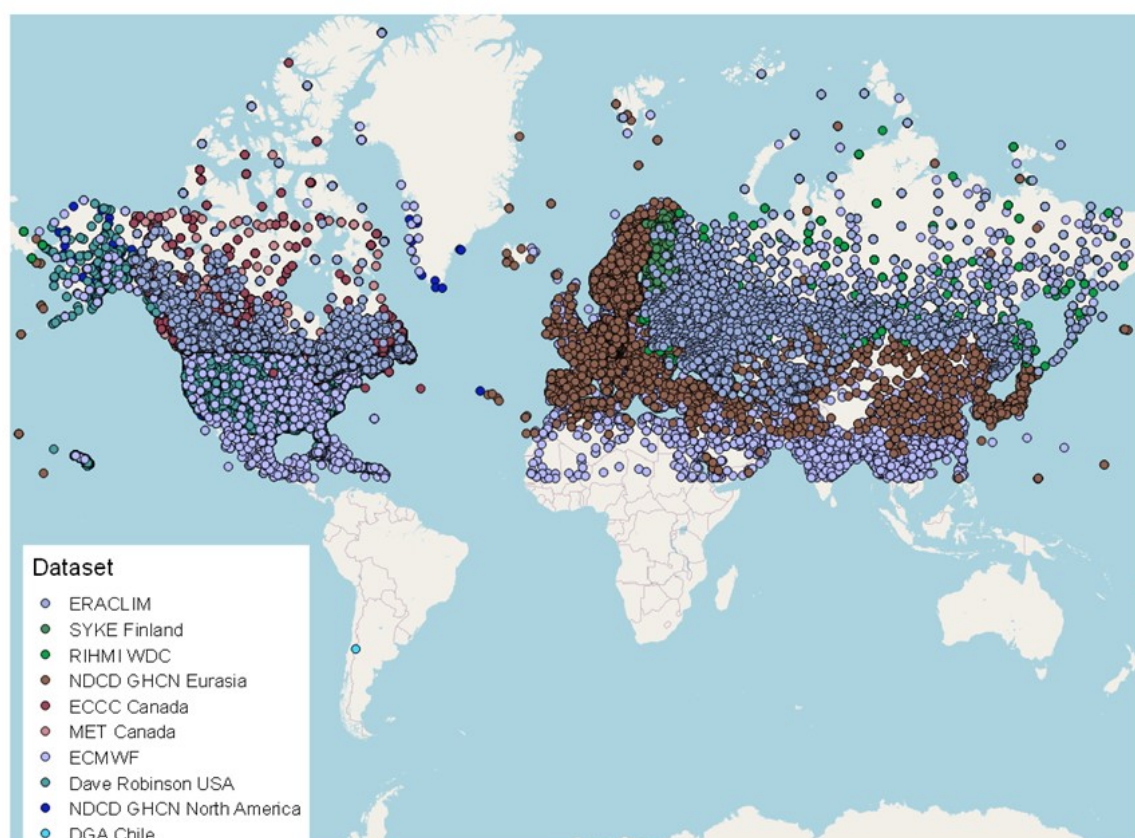 Dataset
ERACLIM
SYKE Finland
RIHMI WDC
NDCD GHCN Eurasia
ECCC Canada
MET Canada
ECMWF
Dave Robinson USA
NDCD GHCN North America
DGA Chile